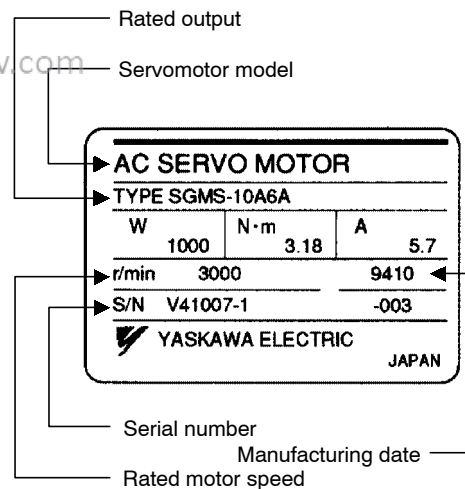 Rated output
v.com
Servomotor model
AC SERVO MOTOR
TYPE SGMS-10A6A
W 1000 N·m 3.18 A 5.7
r/min 3000 9410
S/N V41007-1 -003
YASKAWA ELECTRIC
JAPAN
Serial number
Manufacturing date
Rated motor speed